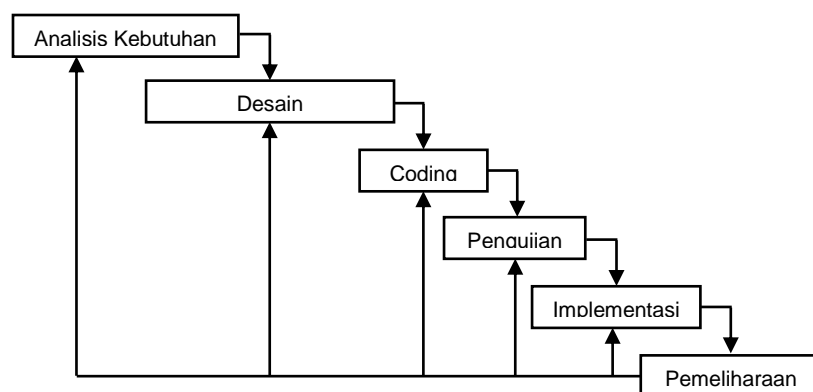 Analisis Kebutuhan
Desain
Coding
Pengujian
Implementasi
Pemeliharaan